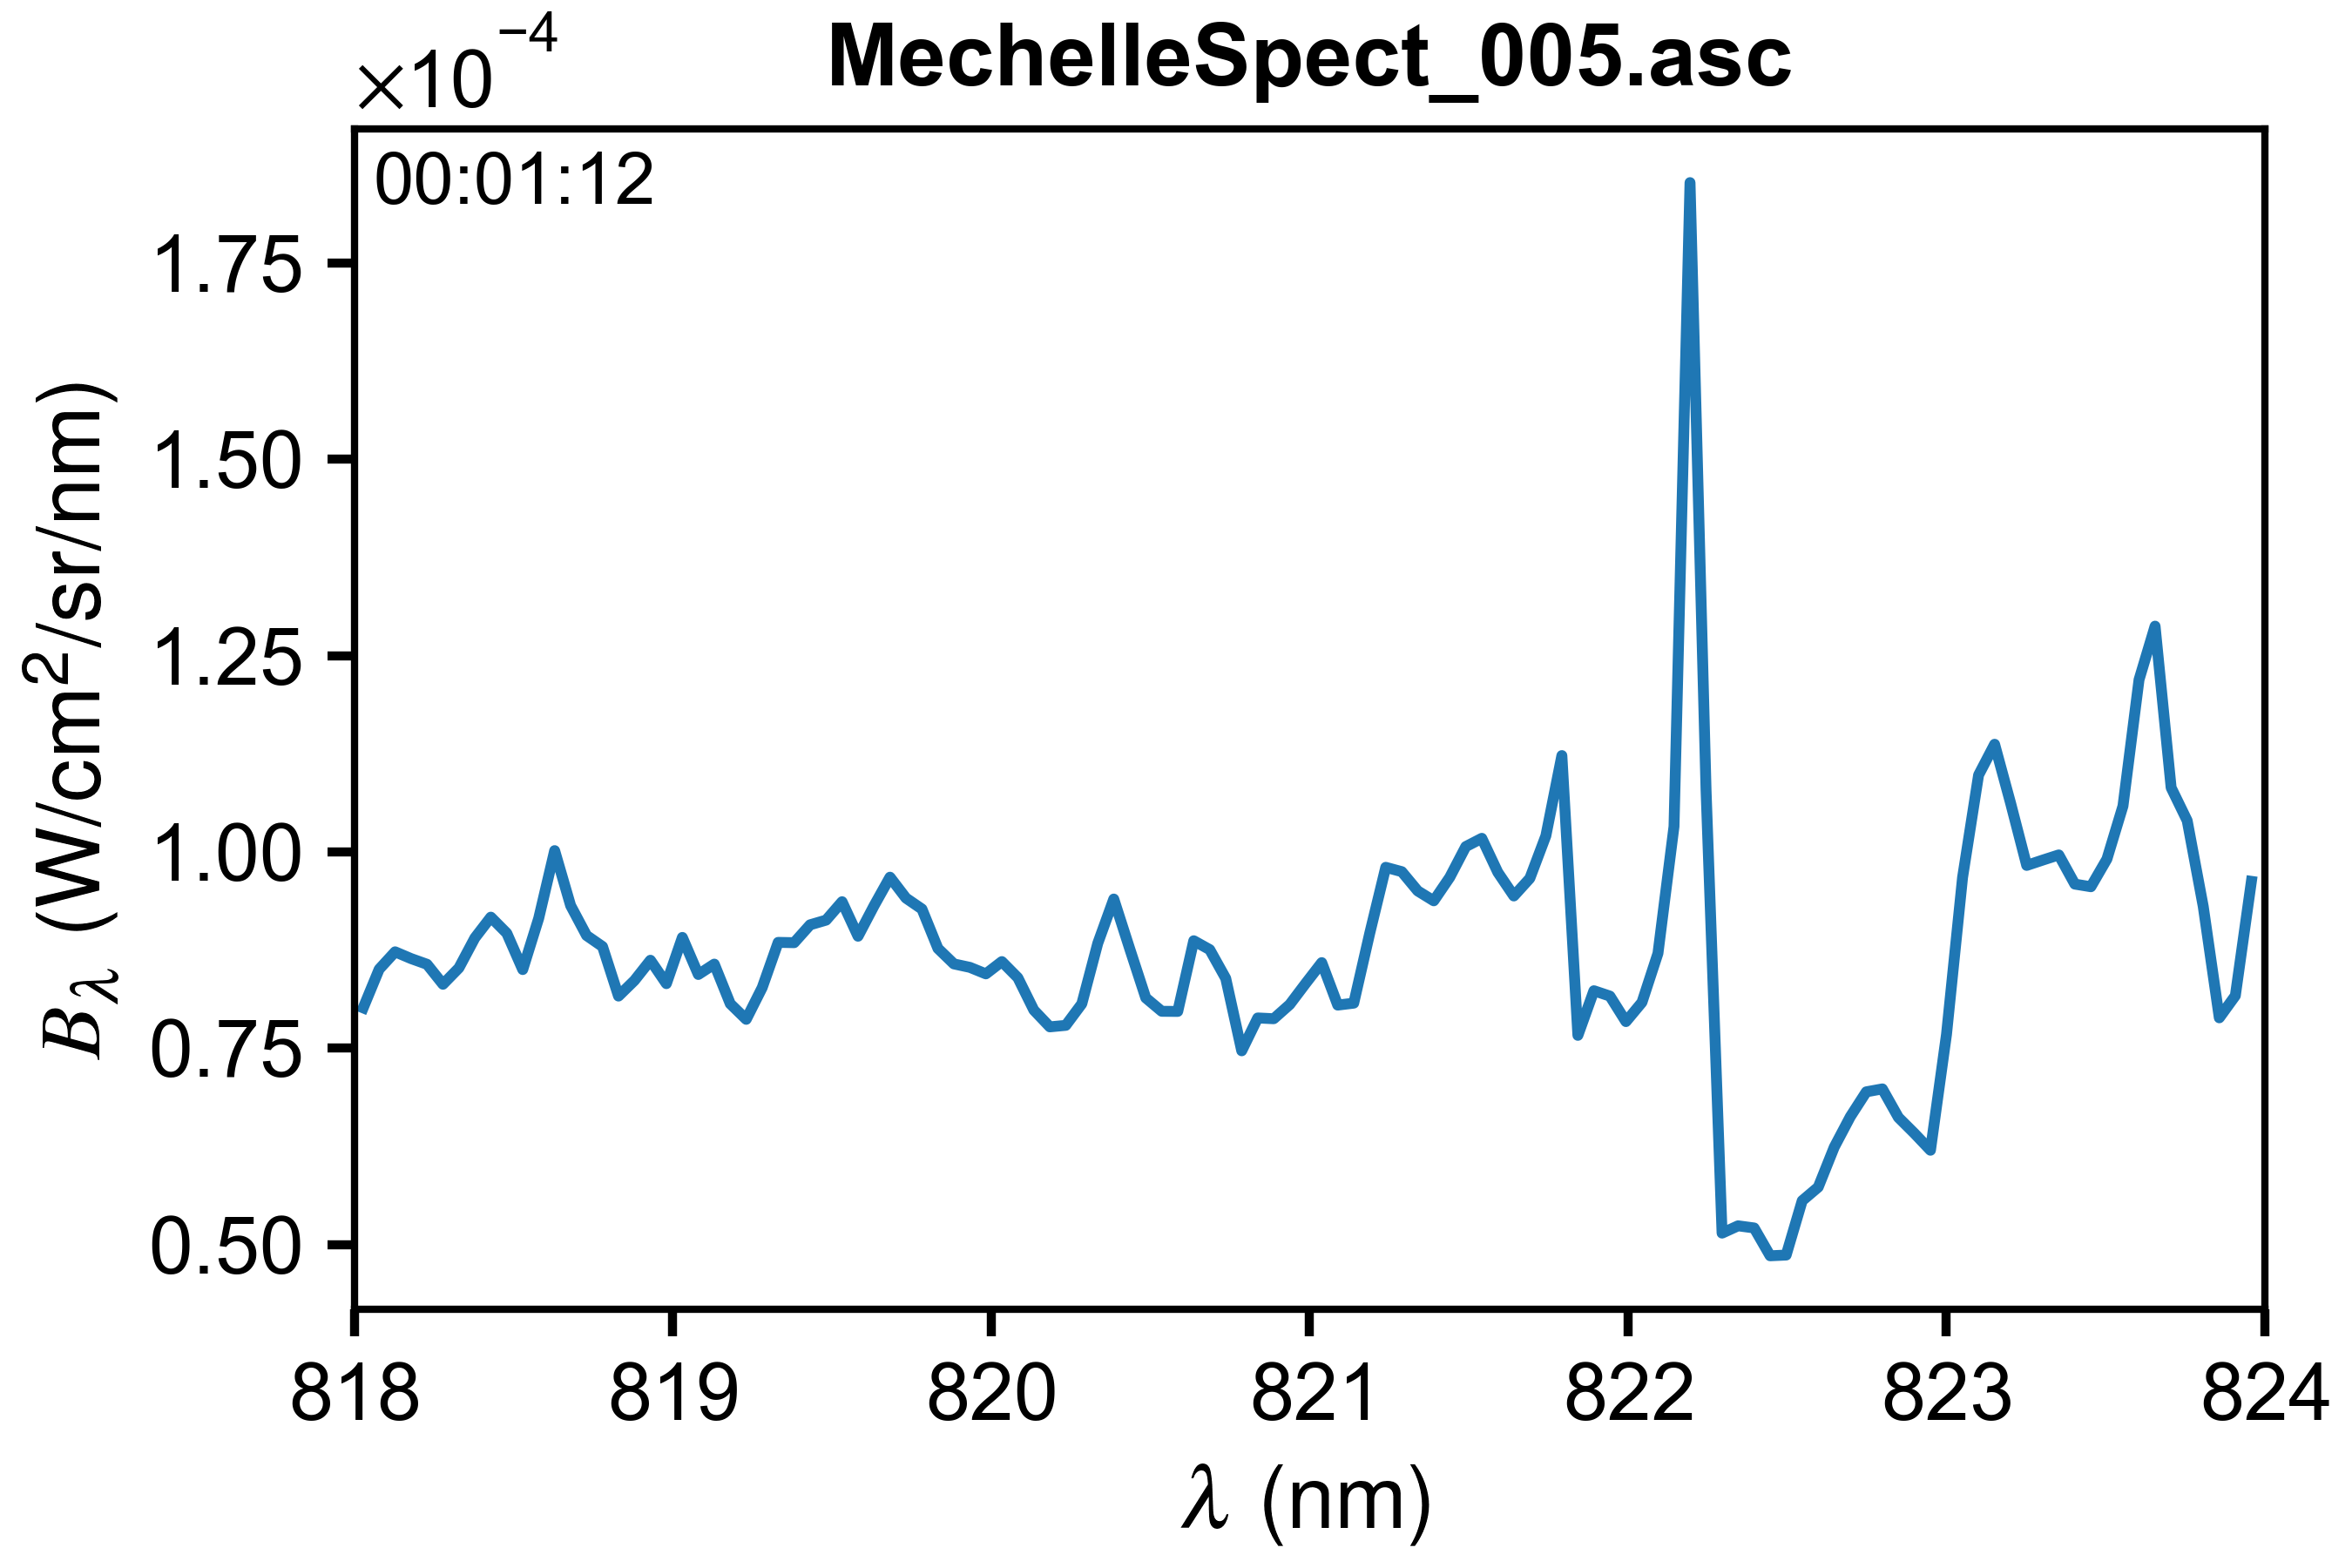 ×10⁻⁴
MechelleSpect_005.asc
00:01:12
1.75
1.50
1.25
1.00
0.75
0.50
B_λ (W/cm²/sr/nm)
818 819 820 821 822 823 824
λ (nm)